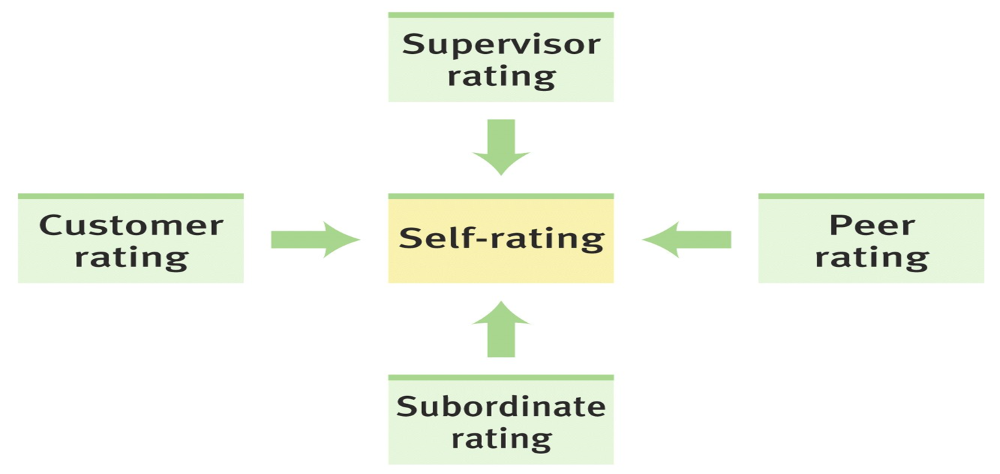 Supervisor
rating
Customer
rating
Self-rating
Peer
rating
Subordinate
rating